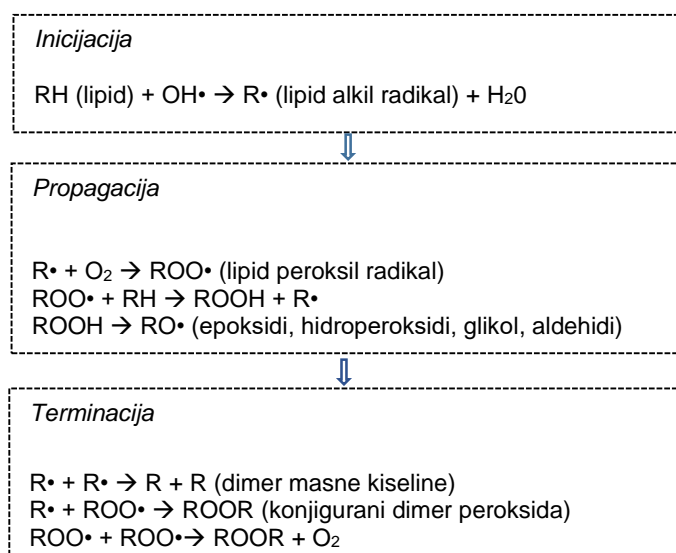 Inicijacija
RH (lipid) + OH• → R• (lipid alkil radikal) + H₂0
Propagacija
R• + O₂ → ROO• (lipid peroksil radikal)
ROO• + RH → ROOH + R•
ROOH → RO• (epoksidi, hidroperoksidi, glikol, aldehidi)
Terminacija
R• + R• → R + R (dimer masne kiseline)
R• + ROO• → ROOR (konjigurani dimer peroksida)
ROO• + ROO•→ ROOR + O₂